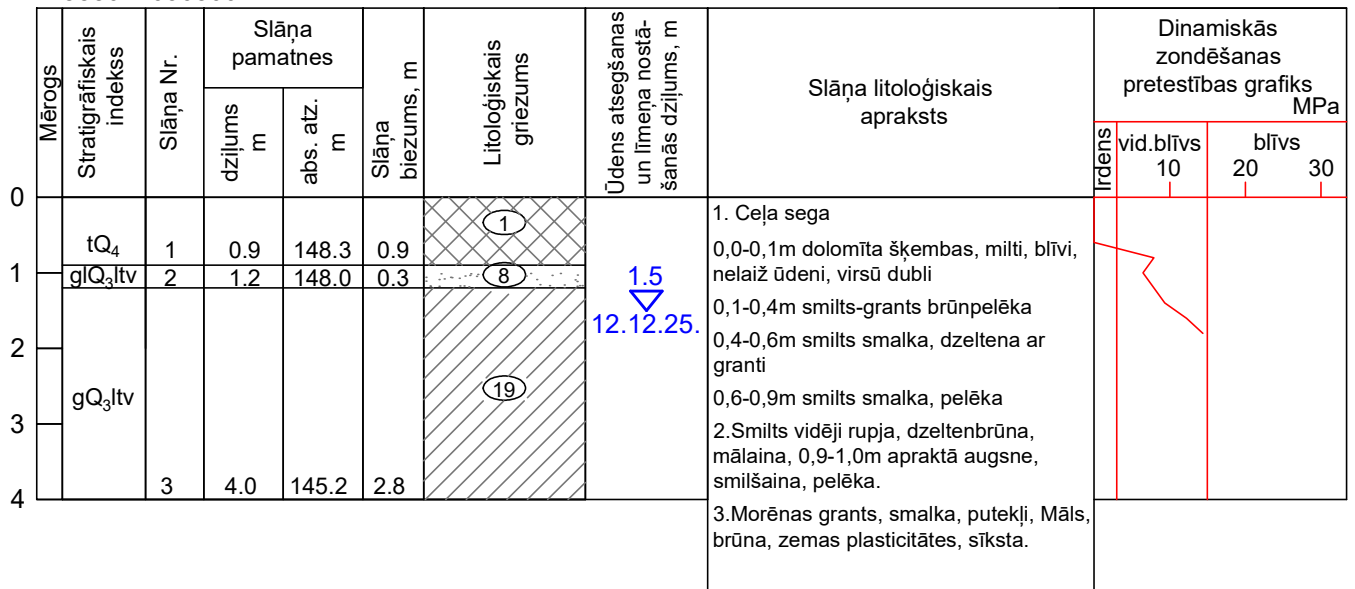 Mērogs
Stratigrāfiskais
indekss
Slāņa Nr.
Slāņa
pamatnes
dziļums
m
abs. atz.
m
Slāņa
biezums, m
Litoloģiskais
griezums
Ūdens atsegšanas
un līmeņa nostā-
šanās dziļums, m
Slāņa litoloģiskais
apraksts
Dinamiskās
zondēšanas
pretestības grafiks
MPa
Irdens
vid.blīvs
blīvs
10 20 30
0
tQ₄ 1 0.9 148.3 0.9 1
1
glQ₃ltv 2 1.2 148.0 0.3 8
2
gQ₃ltv 19
3
3 4.0 145.2 2.8
4
1.5
12.12.25.
1. Ceļa sega
0,0-0,1m dolomīta šķembas, milti, blīvi,
nelaiž ūdeni, virsū dubli
0,1-0,4m smilts-grants brūnpelēka
0,4-0,6m smilts smalka, dzeltena ar
granti
0,6-0,9m smilts smalka, pelēka
2.Smilts vidēji rupja, dzeltenbrūna,
mālaina, 0,9-1,0m apraktā augsne,
smilšaina, pelēka.
3.Morēnas grants, smalka, putekļi, Māls,
brūna, zemas plasticitātes, sīksta.